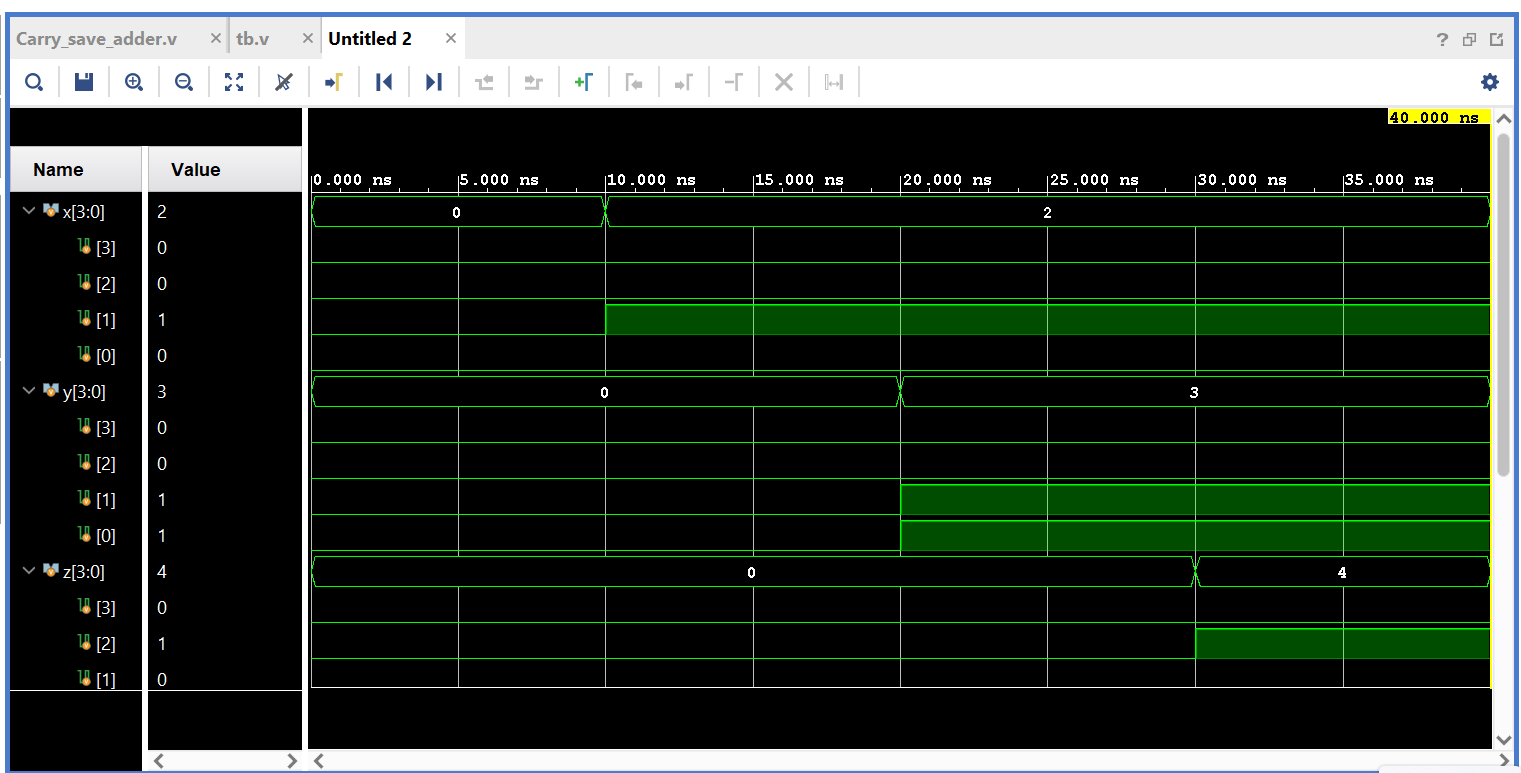 Carry_save_adder.v × tb.v × Untitled 2 ×
?
40.000 ns
Name Value
0.000 ns 5.000 ns 10.000 ns 15.000 ns 20.000 ns 25.000 ns 30.000 ns 35.000 ns
x[3:0] 2 0 2
[3] 0
[2] 0
[1] 1
[0] 0
y[3:0] 3 0 3
[3] 0
[2] 0
[1] 1
[0] 1
z[3:0] 4 0 4
[3] 0
[2] 1
[1] 0